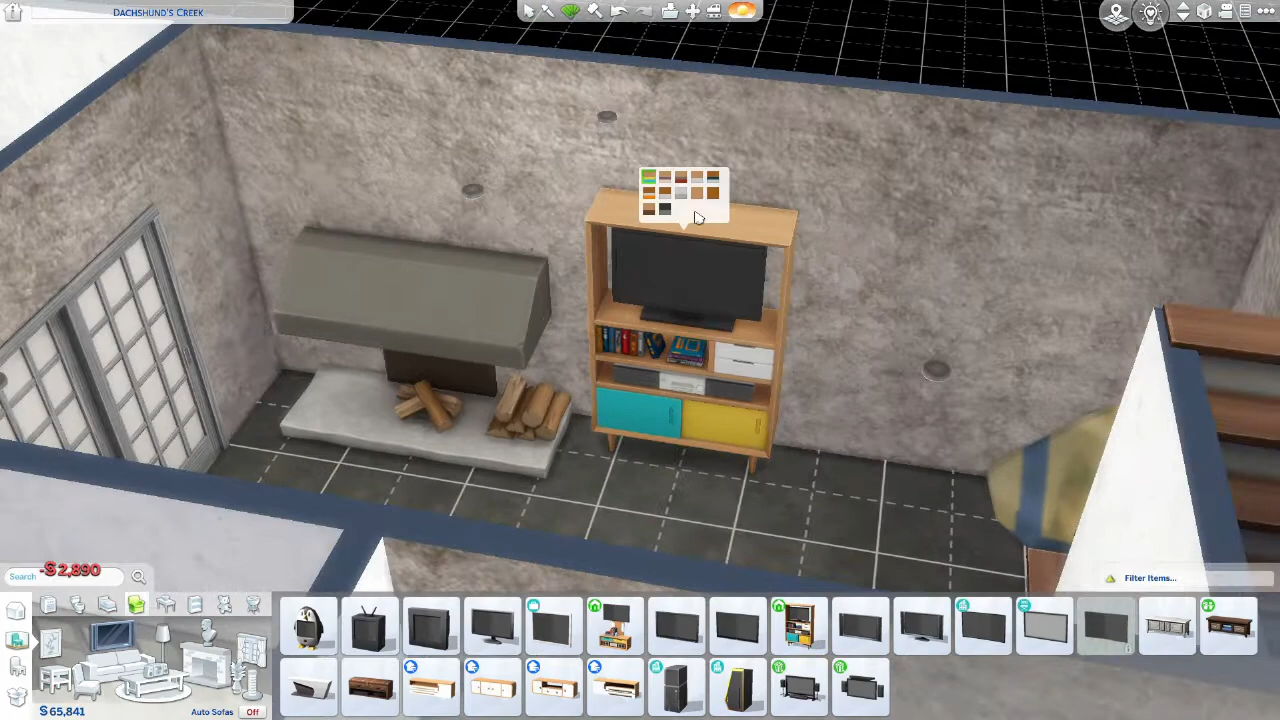 DACHSHUND'S CREEK
Search
-§2,890
Filter Items...
§65,841
Auto Sofas
Off